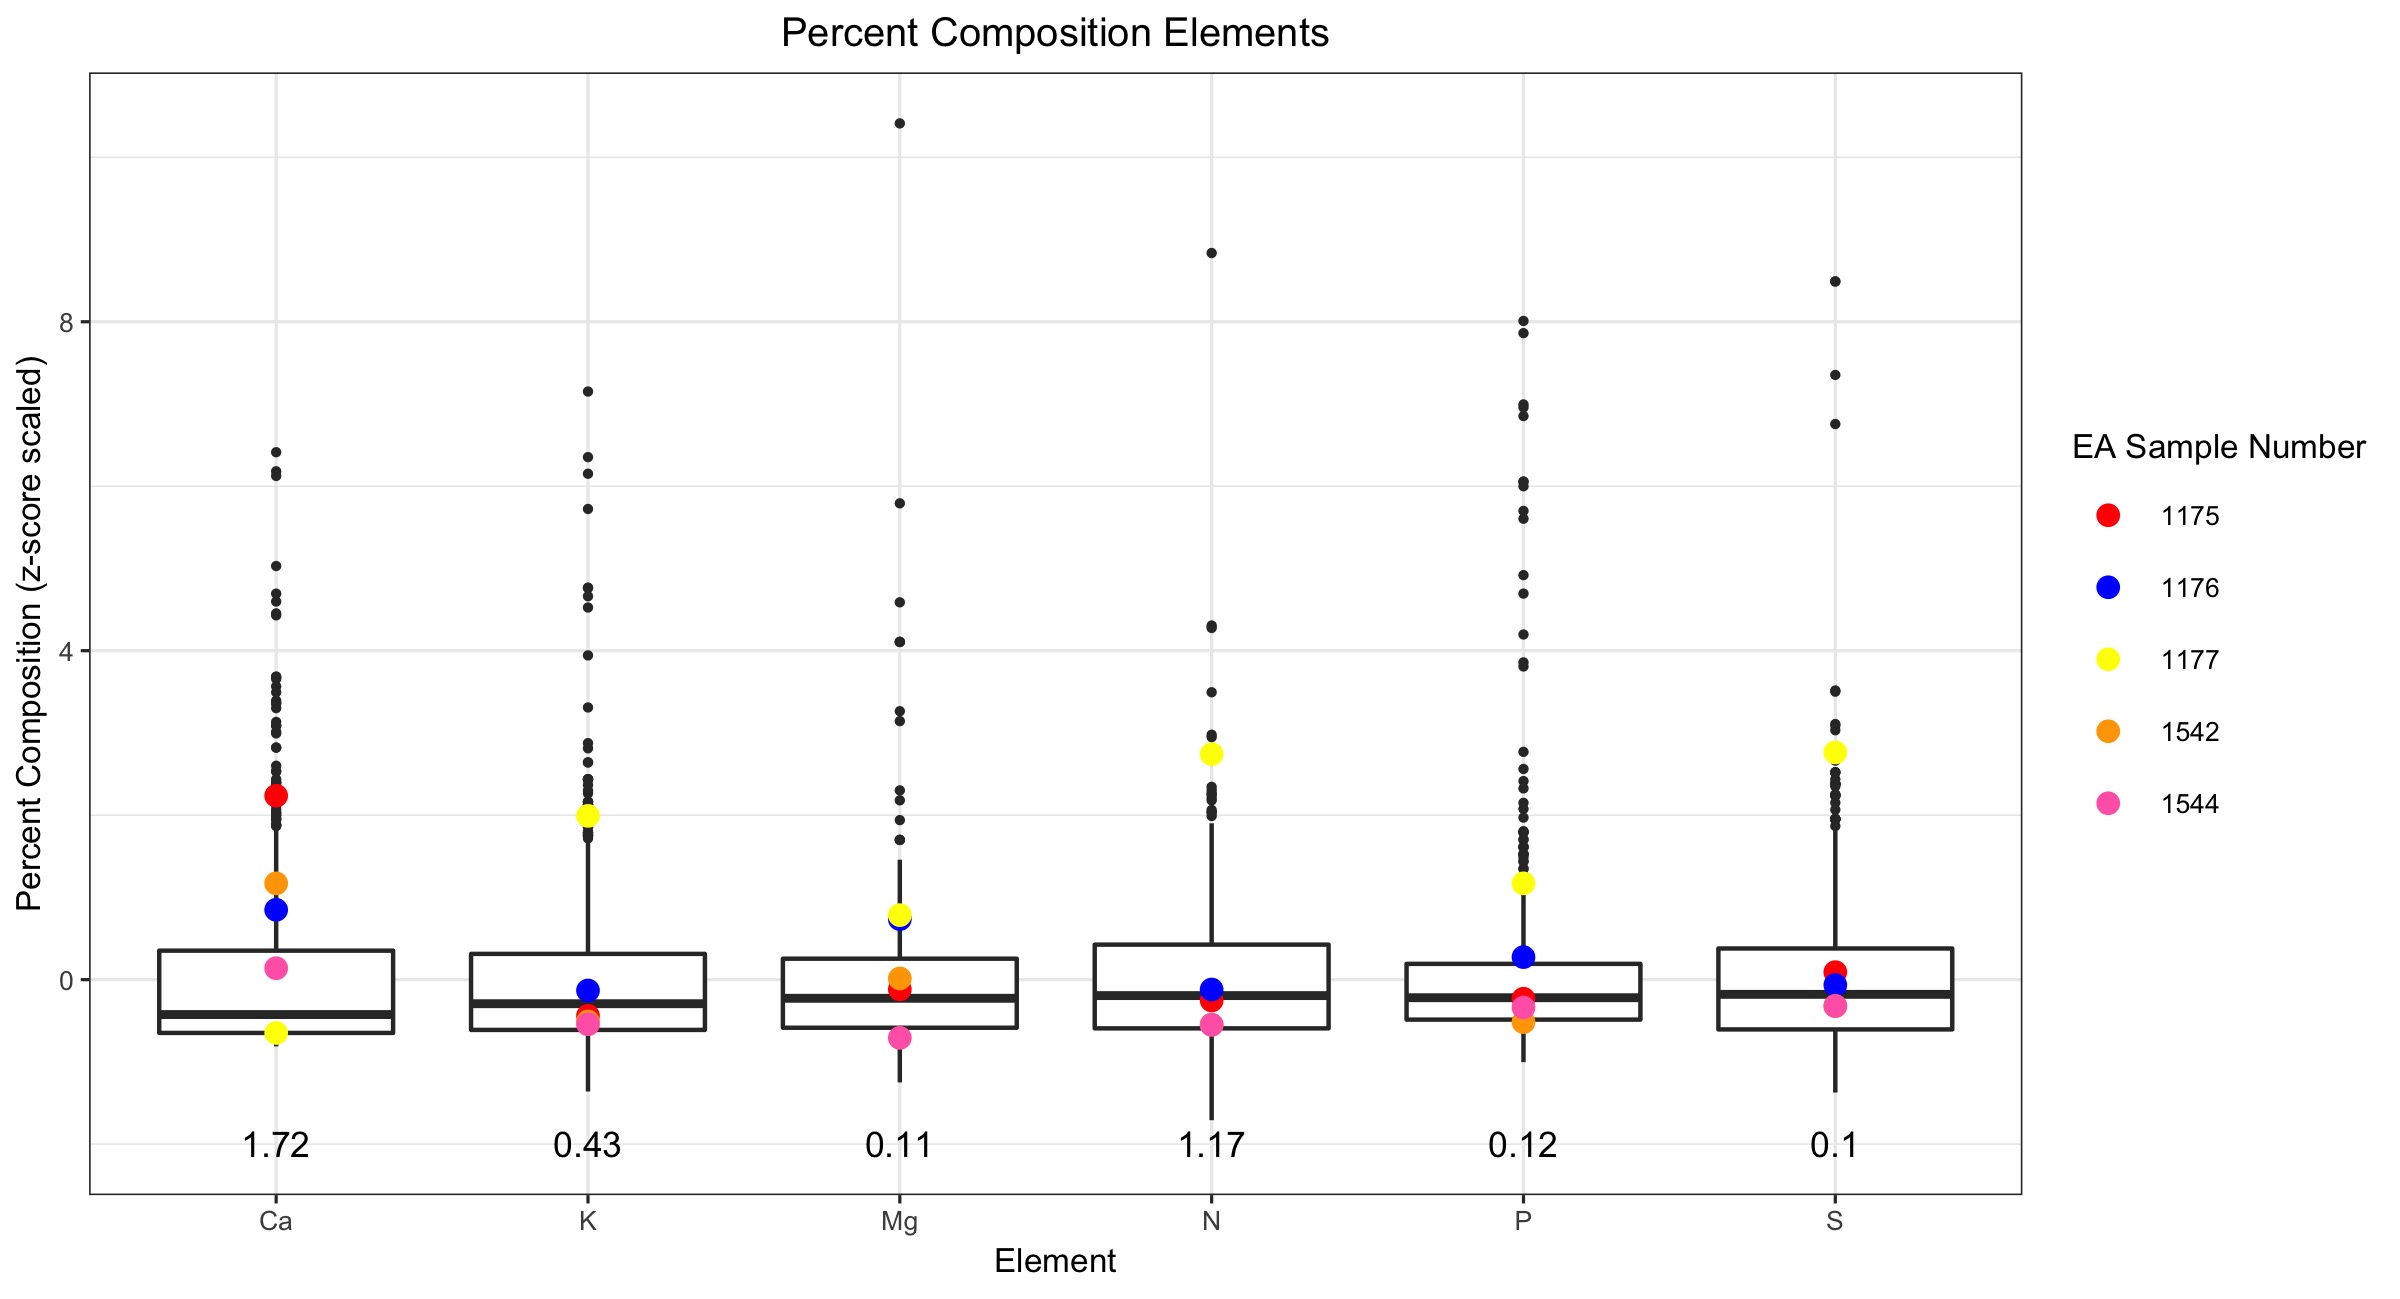 Percent Composition Elements
Percent Composition (z-score scaled)
8
4
0
1.72 0.43 0.11 1.17 0.12 0.1
Ca K Mg N P S
Element
EA Sample Number
1175
1176
1177
1542
1544